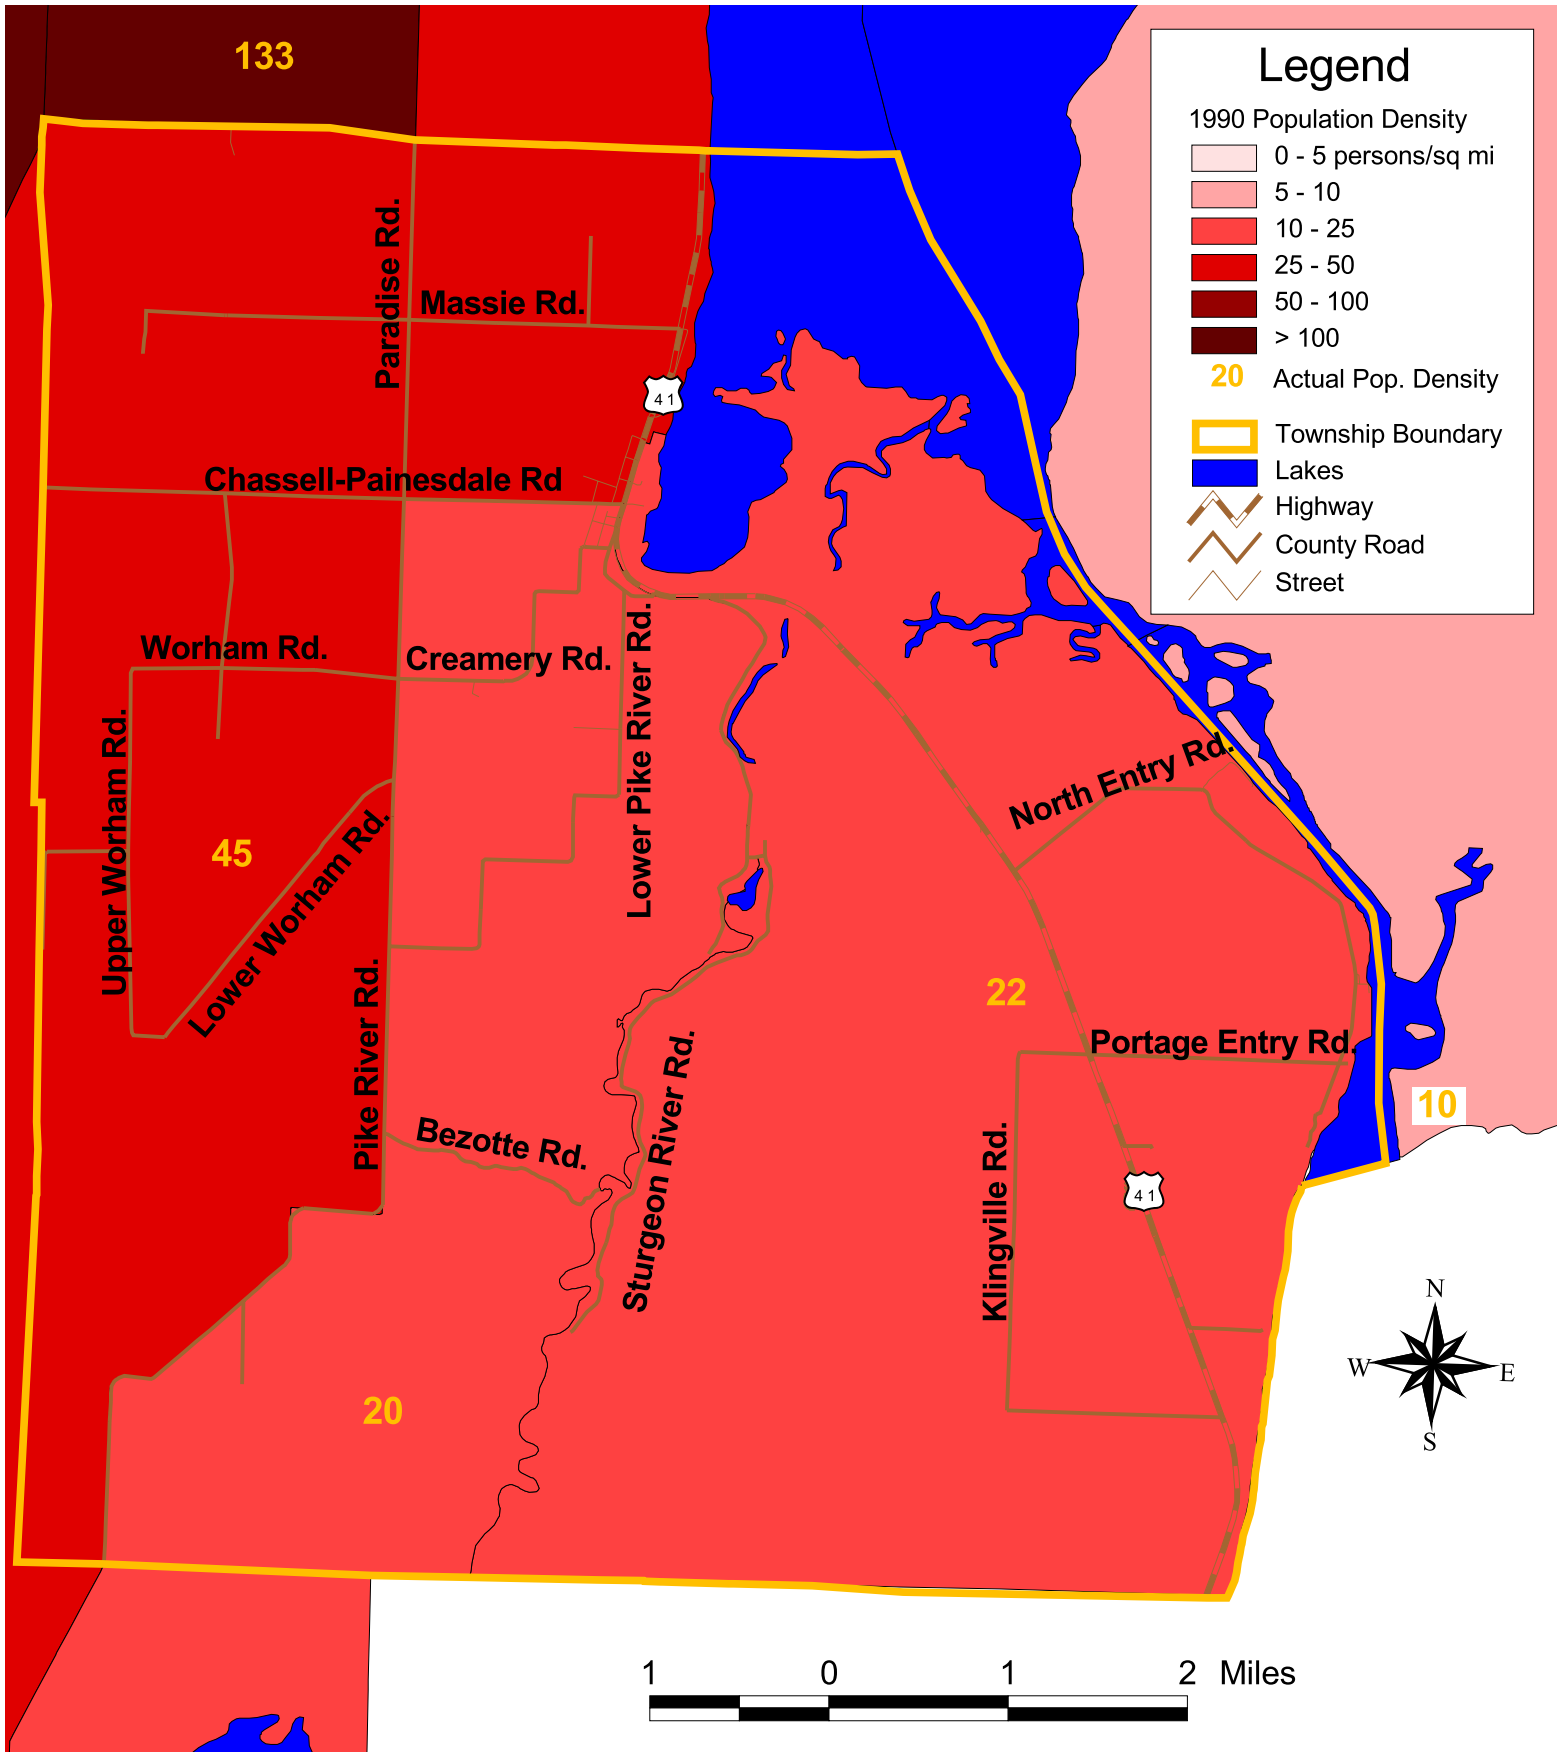 133
Legend
1990 Population Density
0 - 5 persons/sq mi
5 - 10
10 - 25
25 - 50
50 - 100
> 100
20 Actual Pop. Density
Township Boundary
Lakes
Highway
County Road
Street
Paradise Rd.
Massie Rd.
41
Chassell-Painesdale Rd
Worham Rd.
Creamery Rd.
Lower Pike River Rd.
Upper Worham Rd.
45
Lower Worham Rd.
North Entry Rd.
22
Pike River Rd.
Portage Entry Rd.
10
Bezotte Rd.
Sturgeon River Rd.
Klingville Rd.
41
20
N
W
E
S
1 0 1 2 Miles